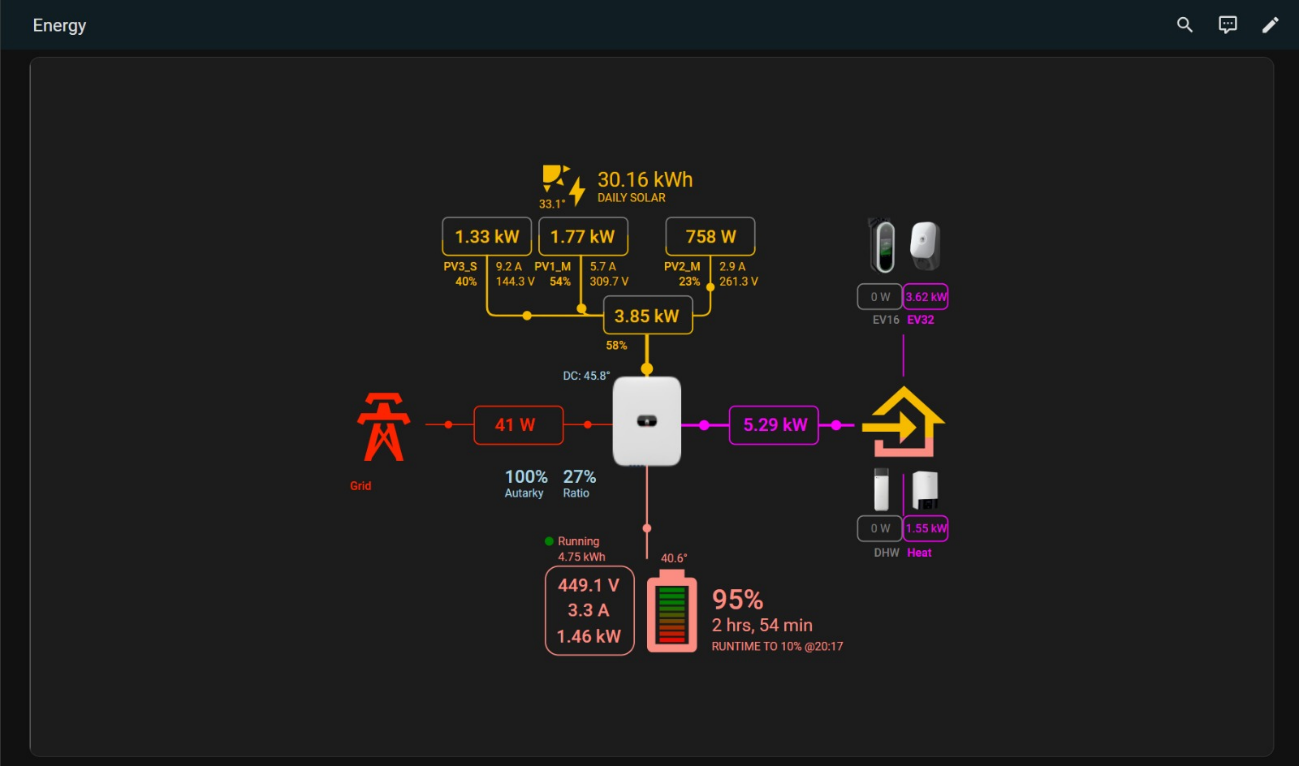 Energy
30.16 kWh
DAILY SOLAR
33.1°
1.33 kW
1.77 kW
758 W
PV3_S
9.2 A
PV1_M
5.7 A
PV2_M
2.9 A
40%
144.3 V
54%
309.7 V
23%
261.3 V
0 W
3.62 kW
EV16
EV32
3.85 kW
58%
DC: 45.8°
41 W
5.29 kW
Grid
100%
27%
Autarky
Ratio
0 W
1.55 kW
DHW
Heat
Running
4.75 kWh
40.6°
449.1 V
3.3 A
1.46 kW
95%
2 hrs, 54 min
RUNTIME TO 10% @20:17